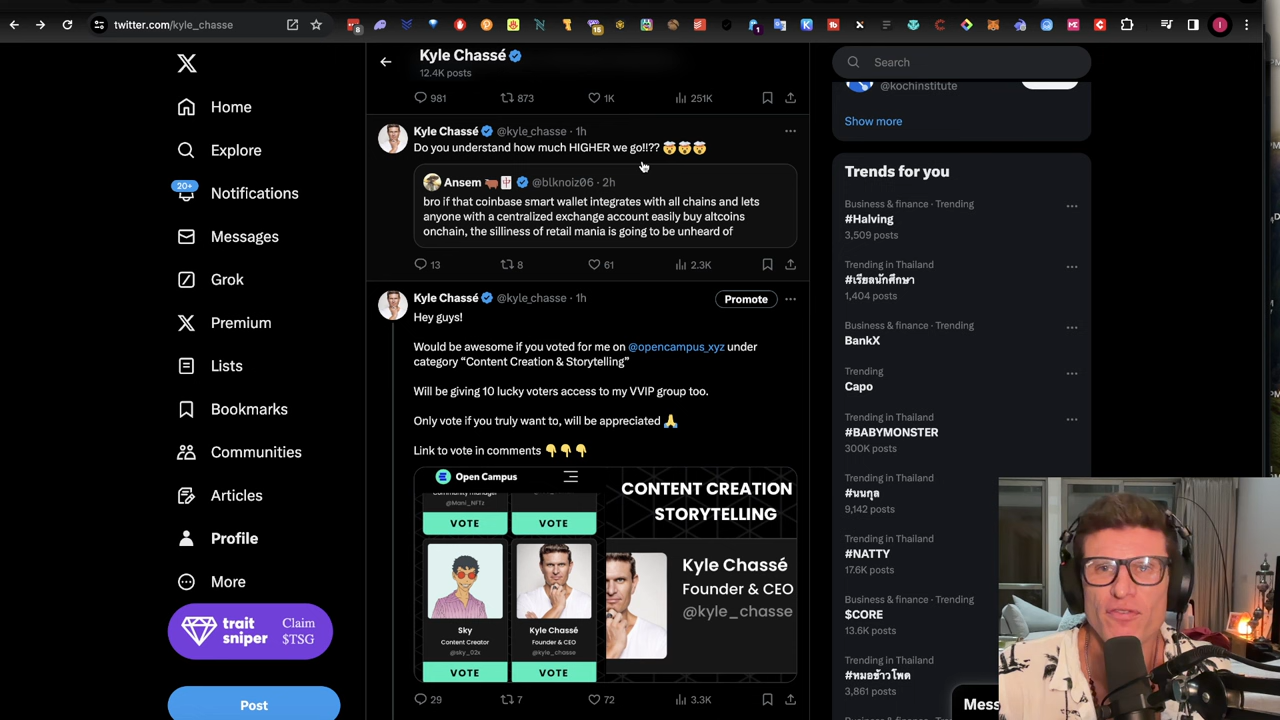 twitter.com/kyle_chasse
8
15
1
I
Home
Explore
20+
Notifications
Messages
Grok
Premium
Lists
Bookmarks
Communities
Articles
Profile
More
trait
sniper
Claim
$TSG
Post
Kyle Chassé
12.4K posts
981 873 1K 251K
Kyle Chassé @kyle_chasse · 1h
Do you understand how much HIGHER we go!!?? 🤯🤯🤯
Ansem 🐂🀄 @blknoiz06 · 2h
bro if that coinbase smart wallet integrates with all chains and lets
anyone with a centralized exchange account easily buy altcoins
onchain, the silliness of retail mania is going to be unheard of
13 8 61 2.3K
Kyle Chassé @kyle_chasse · 1h
Promote
Hey guys!
Would be awesome if you voted for me on @opencampus_xyz under
category “Content Creation & Storytelling”
Will be giving 10 lucky voters access to my VVIP group too.
Only vote if you truly want to, will be appreciated 🙏
Link to vote in comments 👇👇👇
Open Campus
@Mani_NFTz
VOTE VOTE
Sky
Content Creator
@sky_02x
VOTE
Kyle Chassé
Founder & CEO
@kyle_chasse
VOTE
CONTENT CREATION
STORYTELLING
Kyle Chassé
Founder & CEO
@kyle_chasse
29 7 72 3.3K
Search
@kochinstitute
Show more
Trends for you
Business & finance · Trending
#Halving
3,509 posts
Trending in Thailand
#เรียลนักศึกษา
1,404 posts
Business & finance · Trending
BankX
Trending
Capo
Trending in Thailand
#BABYMONSTER
300K posts
Trending in Thailand
#นนกุล
9,142 posts
Trending in Thailand
#NATTY
17.6K posts
Business & finance · Trending
$CORE
13.6K posts
Trending in Thailand
#หมอข้าวโพด
3,861 posts
Mess